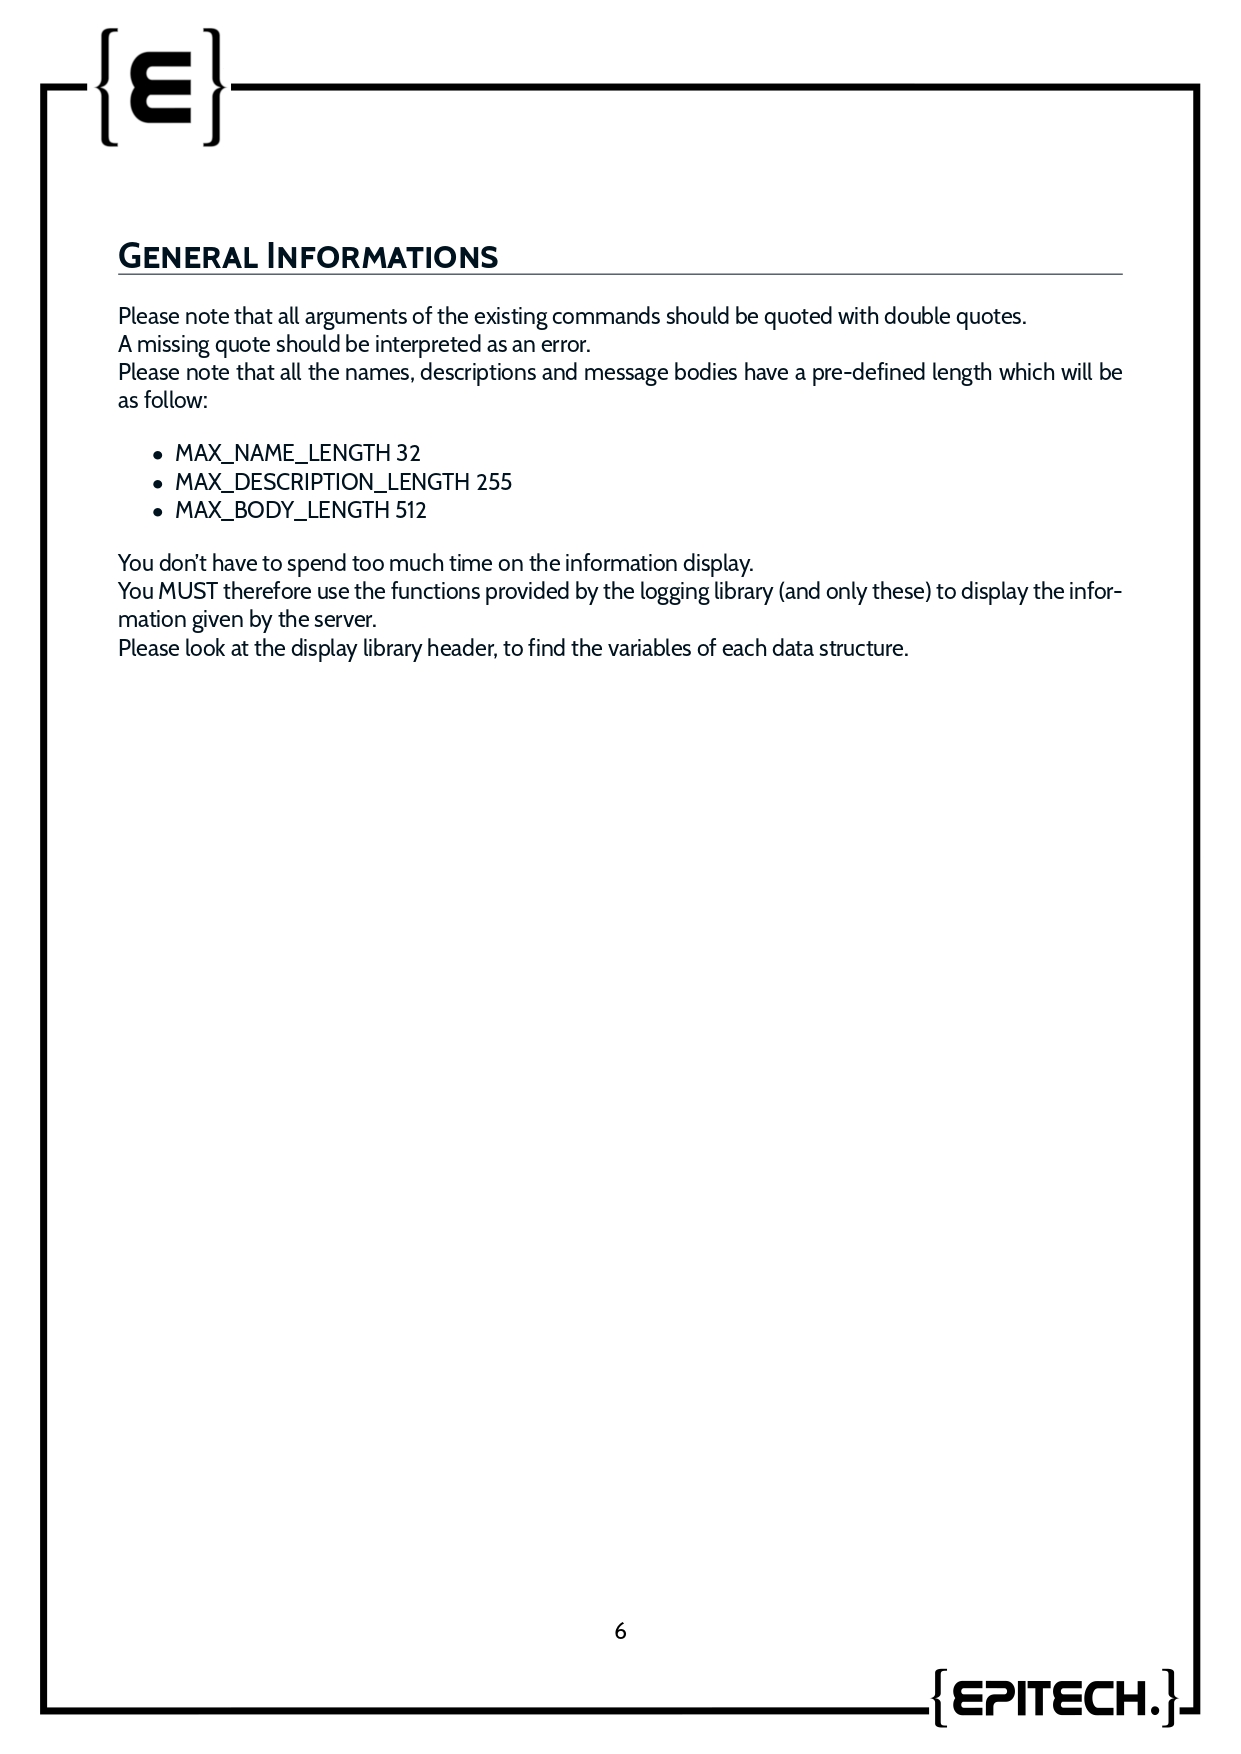 {E}
GENERAL INFORMATIONS
Please note that all arguments of the existing commands should be quoted with double quotes.
A missing quote should be interpreted as an error.
Please note that all the names, descriptions and message bodies have a pre-defined length which will be
as follow:
• MAX_NAME_LENGTH 32
• MAX_DESCRIPTION_LENGTH 255
• MAX_BODY_LENGTH 512
You don't have to spend too much time on the information display.
You MUST therefore use the functions provided by the logging library (and only these) to display the infor-
mation given by the server.
Please look at the display library header, to find the variables of each data structure.
6
{EPITECH.}